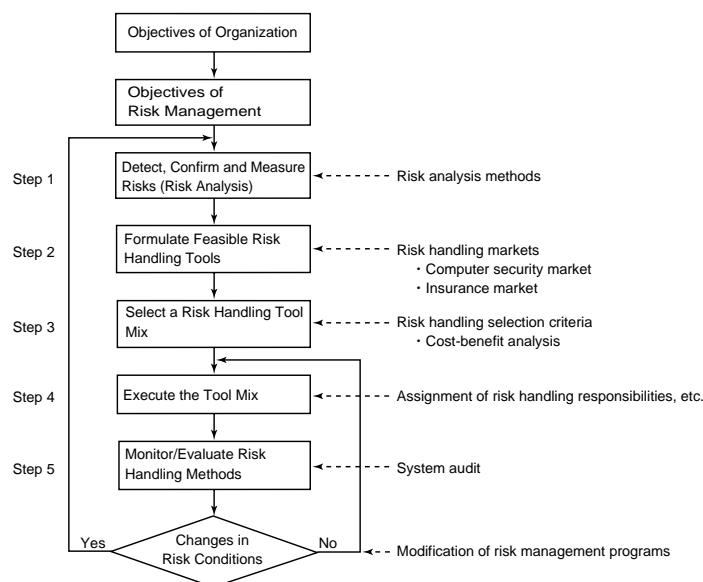 Objectives of Organization
Objectives of
Risk Management
Step 1
Detect, Confirm and Measure
Risks (Risk Analysis)
Risk analysis methods
Step 2
Formulate Feasible Risk
Handling Tools
Risk handling markets
・Computer security market
・Insurance market
Step 3
Select a Risk Handling Tool
Mix
Risk handling selection criteria
・Cost-benefit analysis
Step 4
Execute the Tool Mix
Assignment of risk handling responsibilities, etc.
Step 5
Monitor/Evaluate Risk
Handling Methods
System audit
Yes
Changes in
Risk Conditions
No
Modification of risk management programs